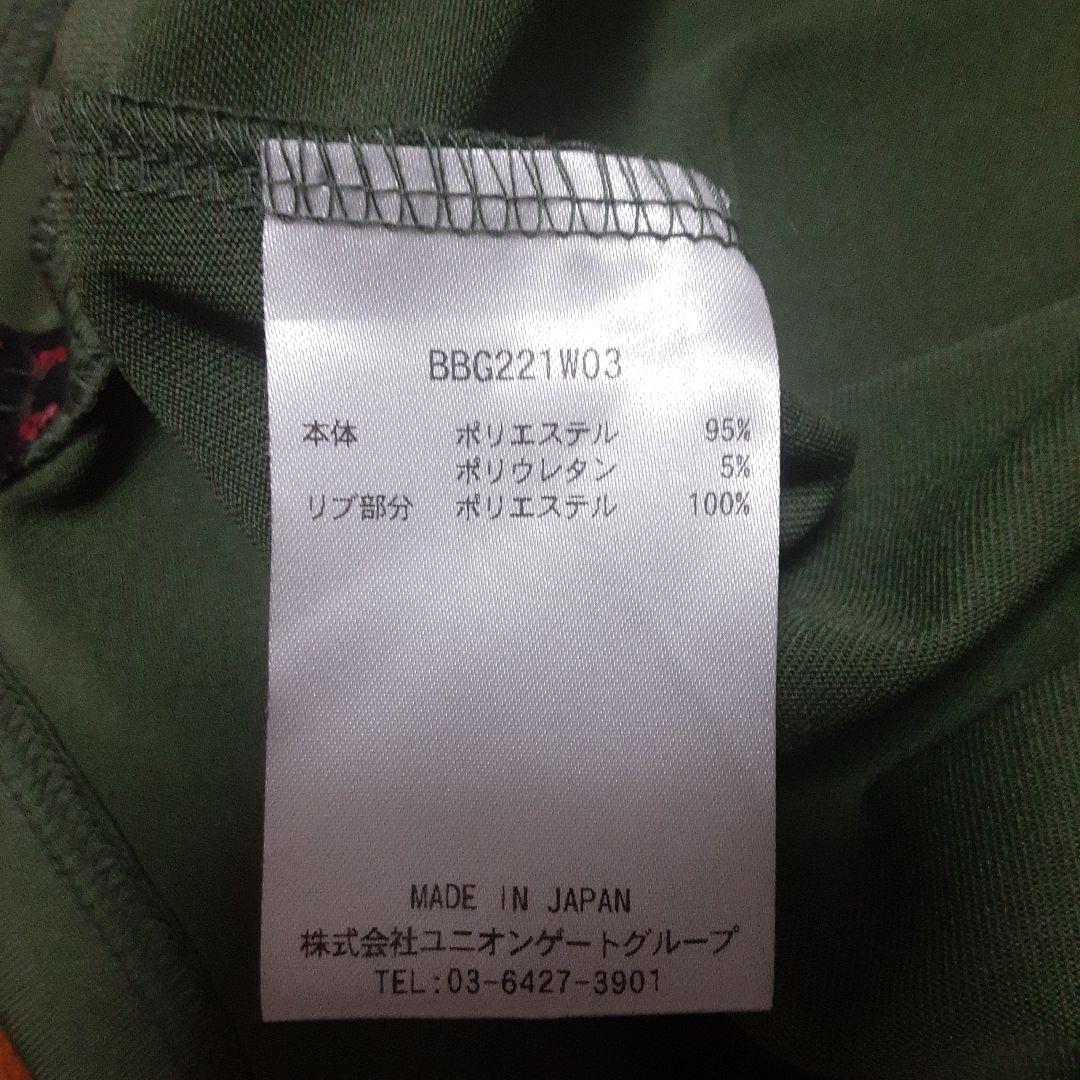 BBG221W03
本体 ポリエステル 95%
ポリウレタン 5%
リブ部分 ポリエステル 100%
MADE IN JAPAN
株式会社ユニオンゲートグループ
TEL:03-6427-3901